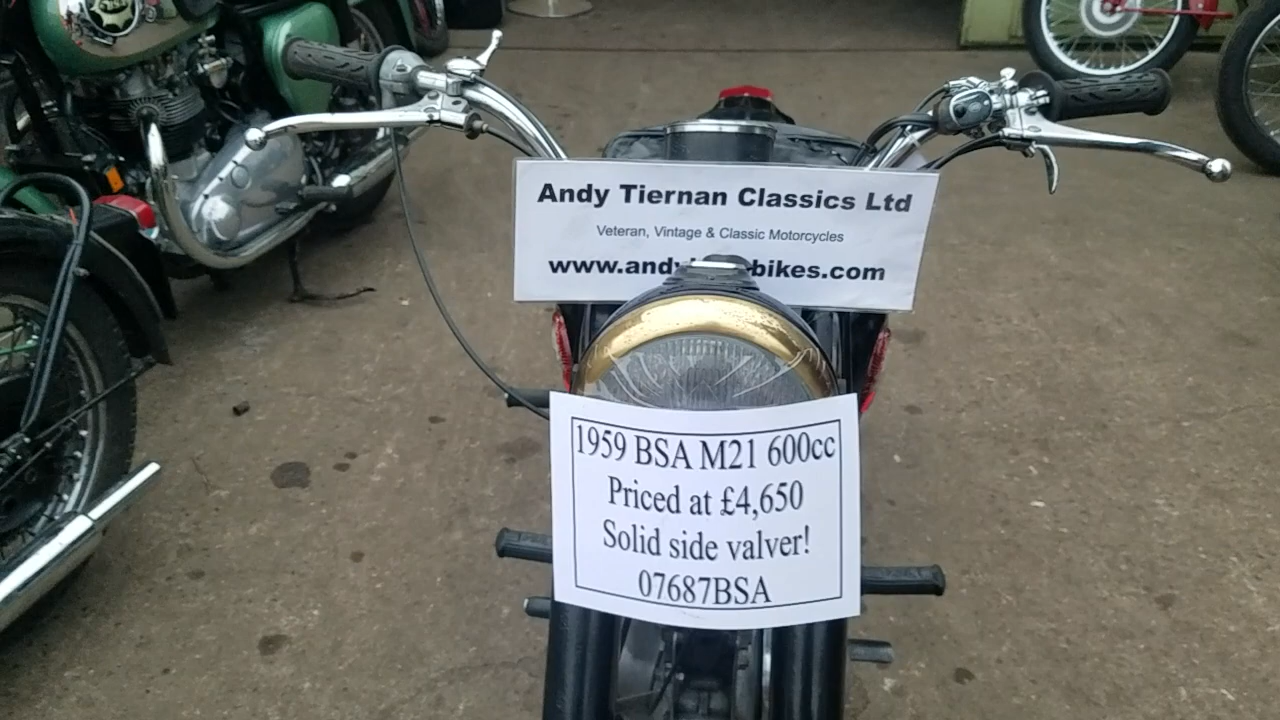 Andy Tiernan Classics Ltd
Veteran, Vintage & Classic Motorcycles
1959 BSA M21 600cc
Priced at £4,650
Solid side valver!
07687BSA